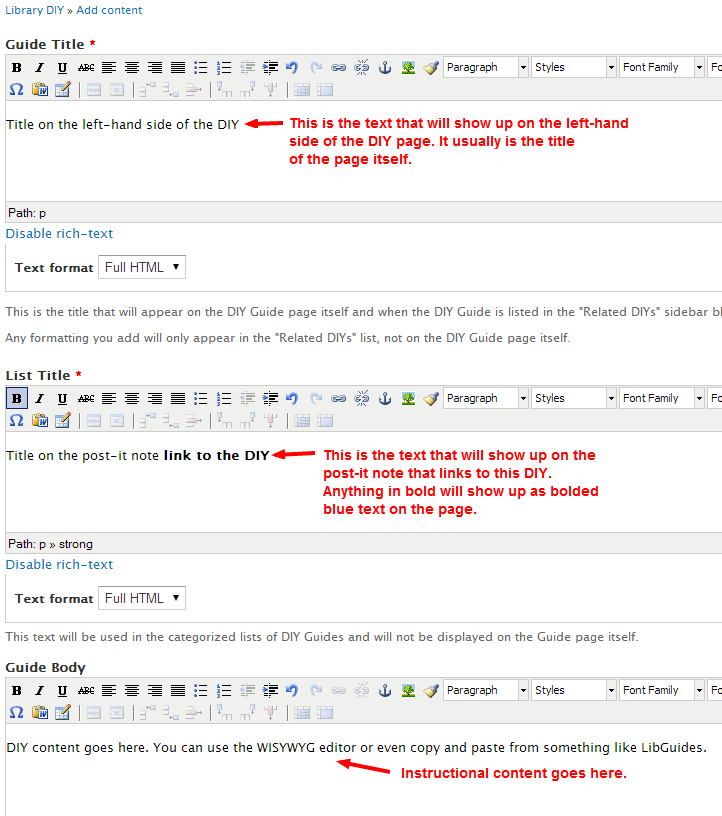 Library DIY » Add content
Guide Title *
B I U ABC Paragraph Styles Font Family Fo
Ω
Title on the left-hand side of the DIY
This is the text that will show up on the left-hand
side of the DIY page. It usually is the title
of the page itself.
Path: p
Disable rich-text
Text format Full HTML
This is the title that will appear on the DIY Guide page itself and when the DIY Guide is listed in the "Related DIYs" sidebar bl
Any formatting you add will only appear in the "Related DIYs" list, not on the DIY Guide page itself.
List Title *
B I U ABC Paragraph Styles Font Family Fo
Ω
Title on the post-it note link to the DIY
This is the text that will show up on the
post-it note that links to this DIY.
Anything in bold will show up as bolded
blue text on the page.
Path: p » strong
Disable rich-text
Text format Full HTML
This text will be used in the categorized lists of DIY Guides and will not be displayed on the Guide page itself.
Guide Body
B I U ABC Paragraph Styles Font Family Fo
Ω
DIY content goes here. You can use the WISYWYG editor or even copy and paste from something like LibGuides.
Instructional content goes here.